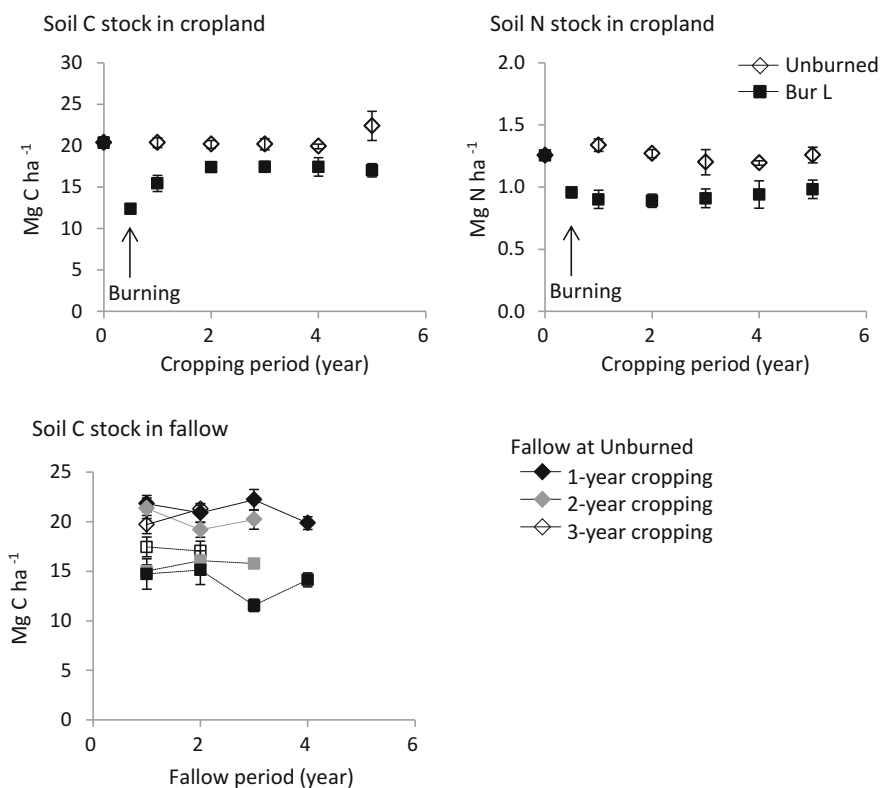 Soil C stock in cropland
30
25
20
15
10
5
0
Mg C ha -1
Burning
0 2 4 6
Cropping period (year)
Soil N stock in cropland
2.0
1.5
1.0
0.5
0.0
Mg N ha -1
Unburned
Bur L
Burning
0 2 4 6
Cropping period (year)
Soil C stock in fallow
25
20
15
10
5
0
Mg C ha -1
0 2 4 6
Fallow period (year)
Fallow at Unburned
1-year cropping
2-year cropping
3-year cropping